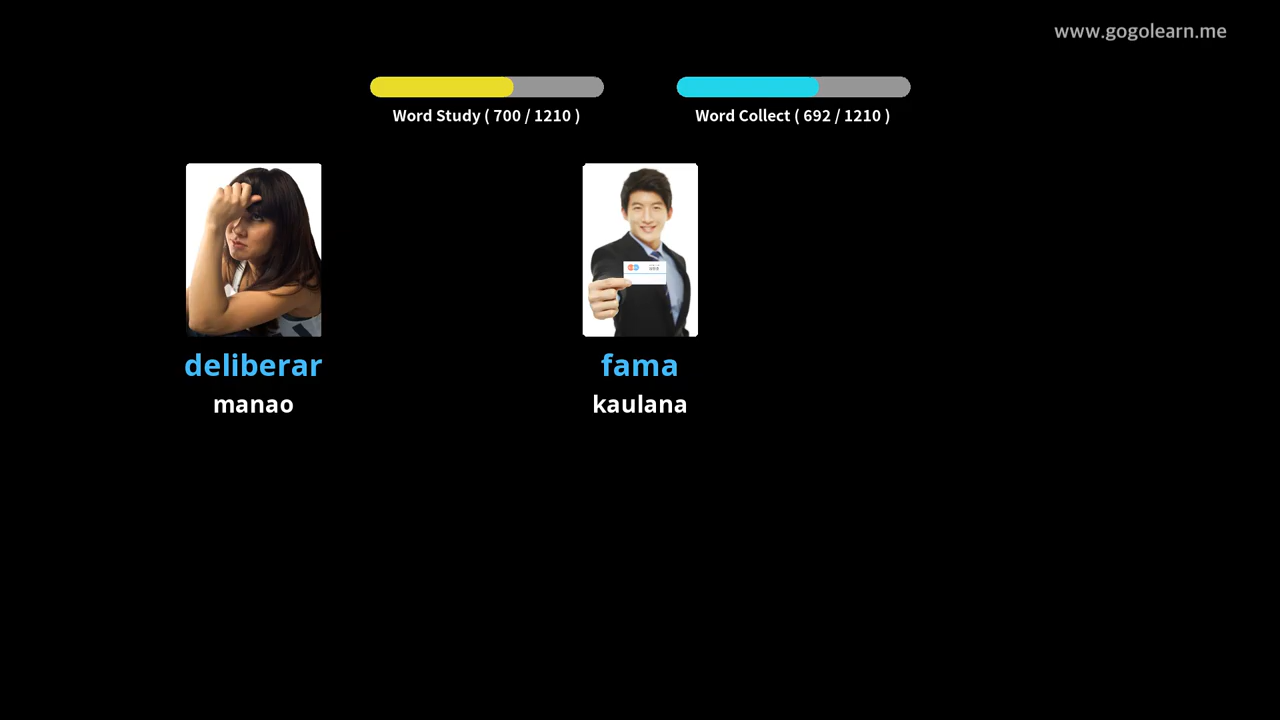 www.gogolearn.me
Word Study ( 700 / 1210 )
Word Collect ( 692 / 1210 )
deliberar
manao
fama
kaulana